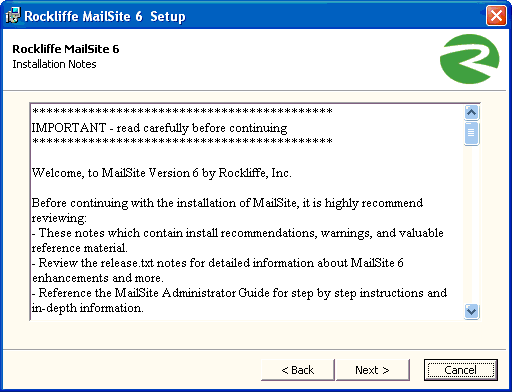 Rockliffe MailSite 6 Setup
Rockliffe MailSite 6
Installation Notes
*******************************************
IMPORTANT - read carefully before continuing
*******************************************
Welcome, to MailSite Version 6 by Rockliffe, Inc.
Before continuing with the installation of MailSite, it is highly recommend
reviewing:
- These notes which contain install recommendations, warnings, and valuable
reference material.
- Review the release.txt notes for detailed information about MailSite 6
enhancements and more.
- Reference the MailSite Administrator Guide for step by step instructions and
in-depth information.
< Back
Next >
Cancel